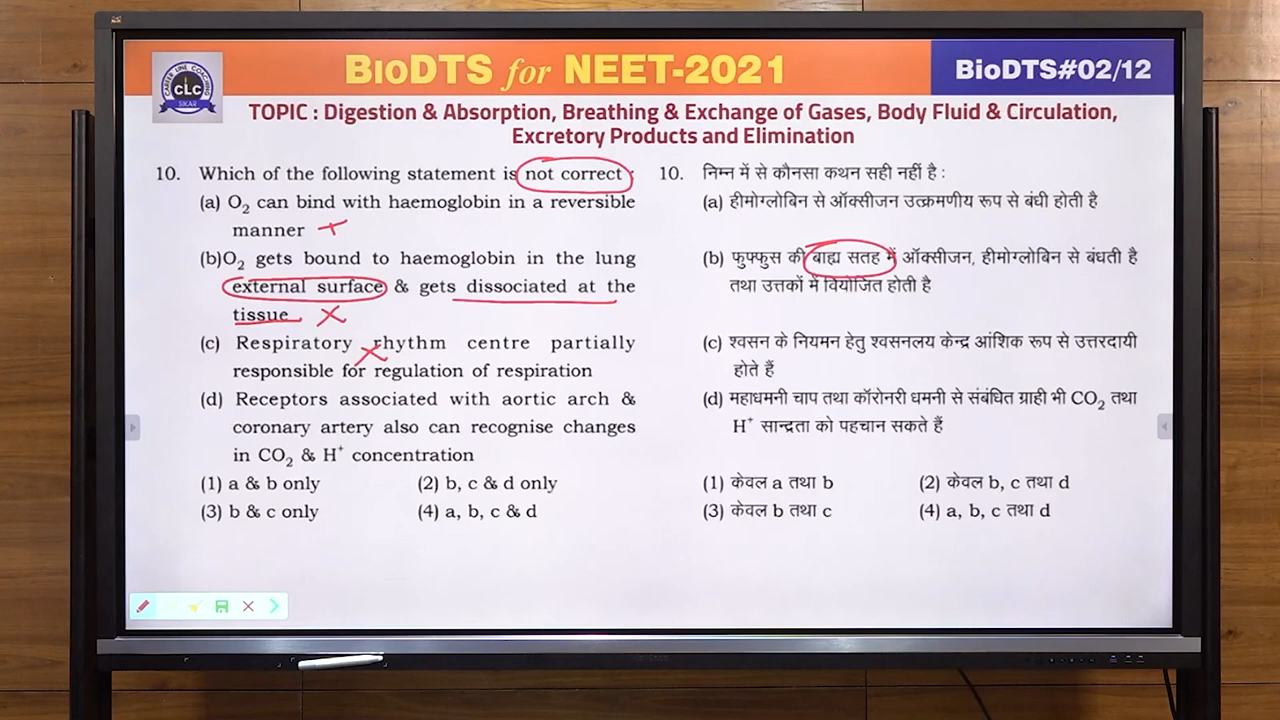 BIODTS for NEET-2021
BIODTS#02/12
CAREER LINE COACHING
CLC
SIKAR
TOPIC : Digestion & Absorption, Breathing & Exchange of Gases, Body Fluid & Circulation,
Excretory Products and Elimination
10. Which of the following statement is not correct :
(a) O₂ can bind with haemoglobin in a reversible
manner
(b)O₂ gets bound to haemoglobin in the lung
external surface & gets dissociated at the
tissue
(c) Respiratory rhythm centre partially
responsible for regulation of respiration
(d) Receptors associated with aortic arch &
coronary artery also can recognise changes
in CO₂ & H⁺ concentration
(1) a & b only (2) b, c & d only
(3) b & c only (4) a, b, c & d
10. निम्न में से कौनसा कथन सही नहीं है :
(a) हीमोग्लोबिन से ऑक्सीजन उत्क्रमणीय रूप से बंधी होती है
(b) फुफ्फुस की बाह्य सतह में ऑक्सीजन, हीमोग्लोबिन से बंधती है
तथा उत्तकों में वियोजित होती है
(c) श्वसन के नियमन हेतु श्वसनलय केन्द्र आंशिक रूप से उत्तरदायी
होते हैं
(d) महाधमनी चाप तथा कॉरोनरी धमनी से संबंधित ग्राही भी CO₂ तथा
H⁺ सान्द्रता को पहचान सकते हैं
(1) केवल a तथा b (2) केवल b, c तथा d
(3) केवल b तथा c (4) a, b, c तथा d